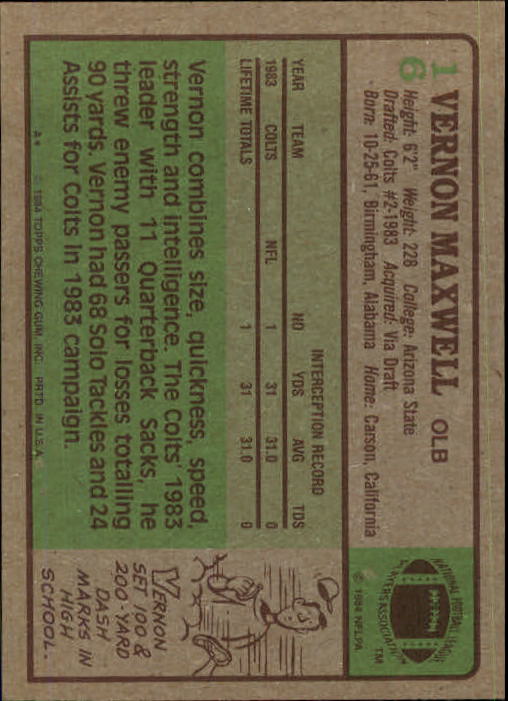 16
VERNON MAXWELL OLB
Height: 6'2" Weight: 228 College: Arizona State
Drafted: Colts #2-1983 Acquired: Via Draft
Born: 10-25-61, Birmingham, Alabama Home: Carson, California
NATIONAL FOOTBALL LEAGUE
PLAYERS ASSOCIATION
TM
© 1984 NFLPA
INTERCEPTION RECORD
YEAR TEAM NO YDS AVG TDS
1983 COLTS NFL 1 31 31.0 0
LIFETIME TOTALS 1 31 31.0 0
Vernon combines size, quickness, speed,
strength and intelligence. The Colts' 1983
leader with 11 Quarterback Sacks, he
threw enemy passers for losses totalling
90 yards. Vernon had 68 Solo Tackles and 24
Assists for Colts in 1983 campaign.
VERNON
SET 100 &
200-YARD
DASH
MARKS IN
HIGH
SCHOOL.
A* © 1984 TOPPS CHEWING GUM, INC. PRTD. IN U.S.A.